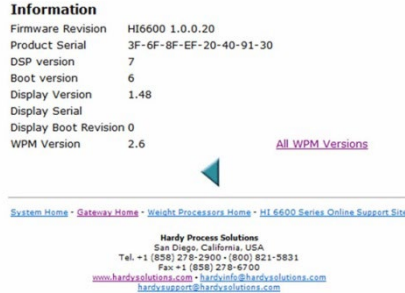 Information
Firmware Revision HI6600 1.0.0.20
Product Serial 3F-6F-8F-EF-20-40-91-30
DSP version 7
Boot version 6
Display Version 1.48
Display Serial
Display Boot Revision 0
WPM Version 2.6 All WPM Versions
System Home - Gateway Home - Weight Processors Home - HI 6600 Series Online Support Site
Hardy Process Solutions
San Diego, California, USA
Tel. +1 (858) 278-2900 • (800) 821-5831
Fax +1 (858) 278-6700
www.hardysolutions.com - hardyinfo@hardysolutions.com
hardysupport@hardysolutions.com